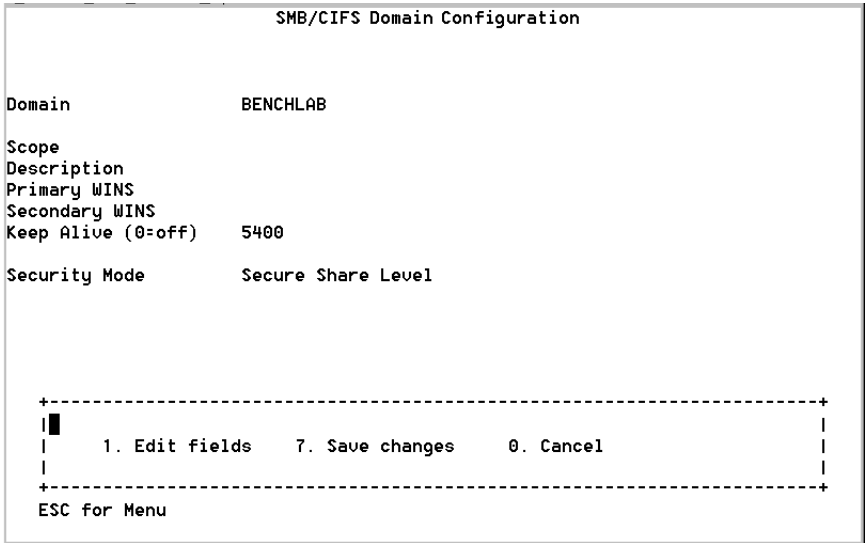 SMB/CIFS Domain Configuration
Domain BENCHLAB
Scope
Description
Primary WINS
Secondary WINS
Keep Alive (0=off) 5400
Security Mode Secure Share Level
1. Edit fields 7. Save changes 0. Cancel
ESC for Menu